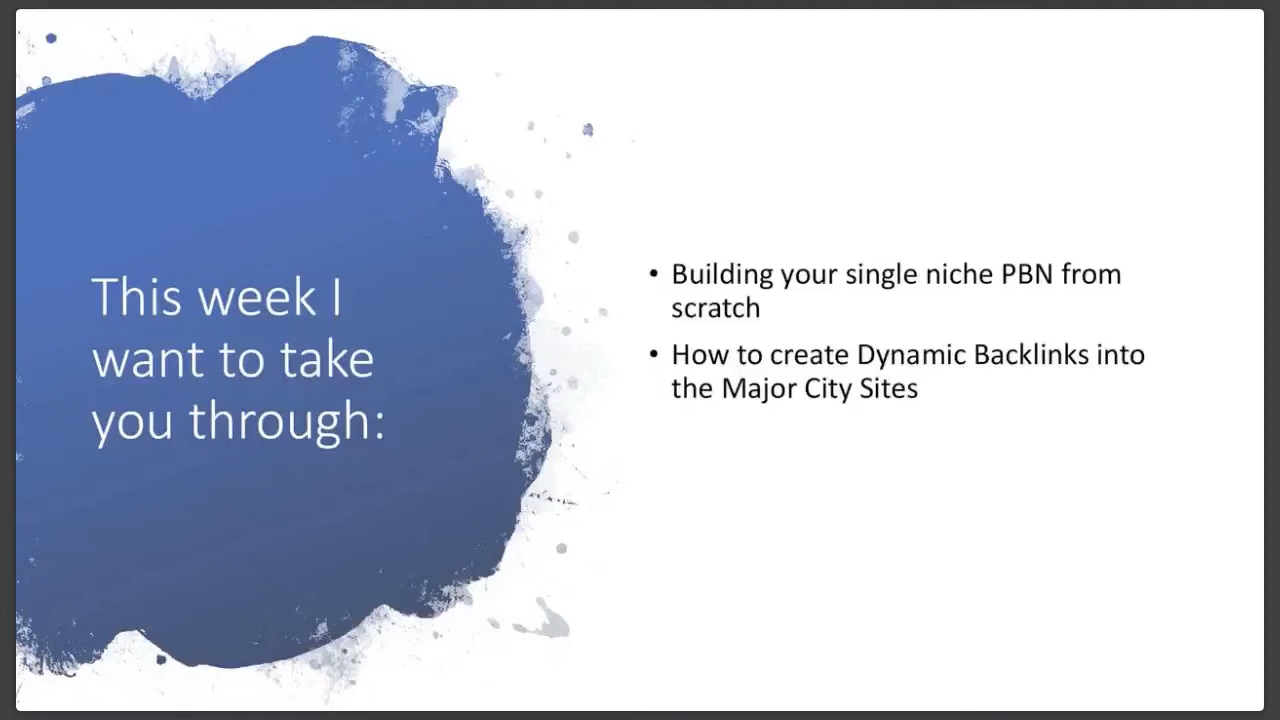 This week I
want to take
you through:
• Building your single niche PBN from
scratch
• How to create Dynamic Backlinks into
the Major City Sites